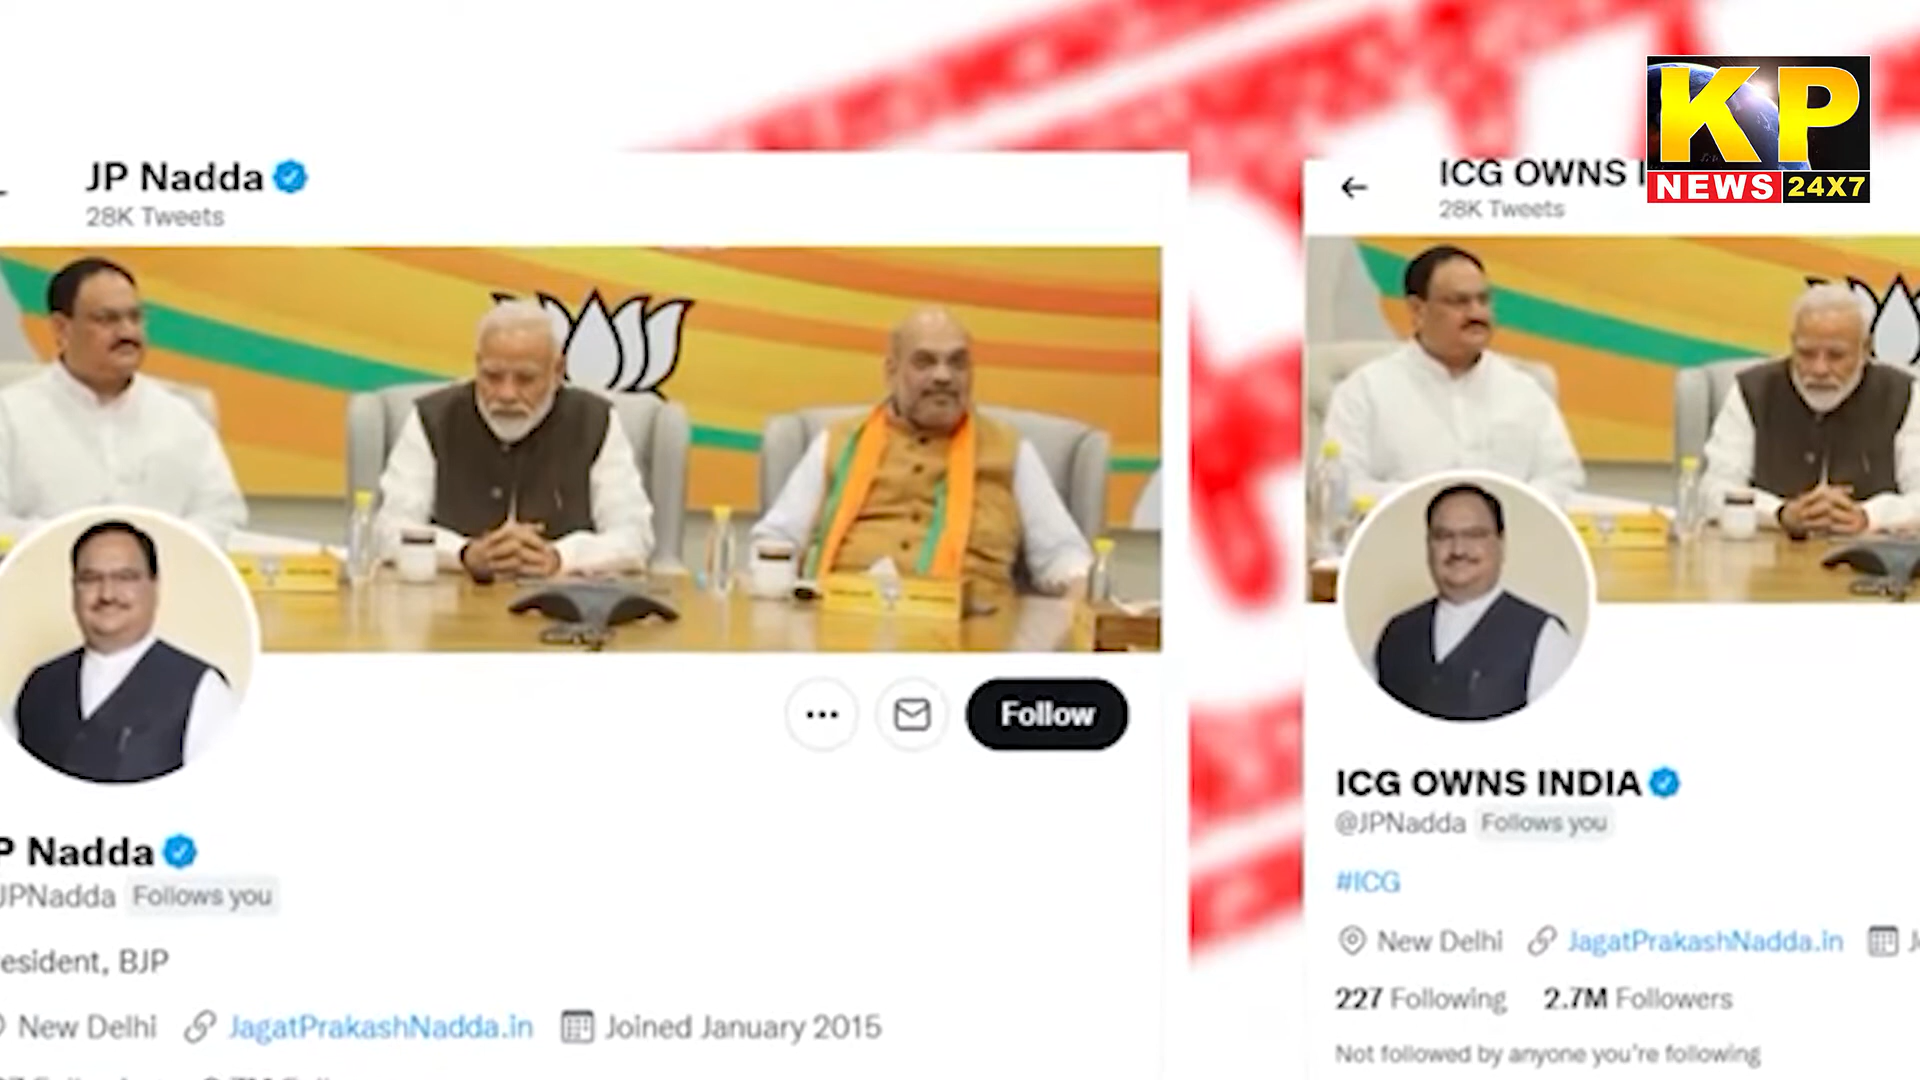 KP
NEWS 24X7
JP Nadda
28K Tweets
Follow
P Nadda
JPNadda Follows you
esident, BJP
New Delhi JagatPrakashNadda.in Joined January 2015
ICG OWNS I
28K Tweets
ICG OWNS INDIA
@JPNadda Follows you
#ICG
New Delhi JagatPrakashNadda.in
227 Following 2.7M Followers
Not followed by anyone you're following